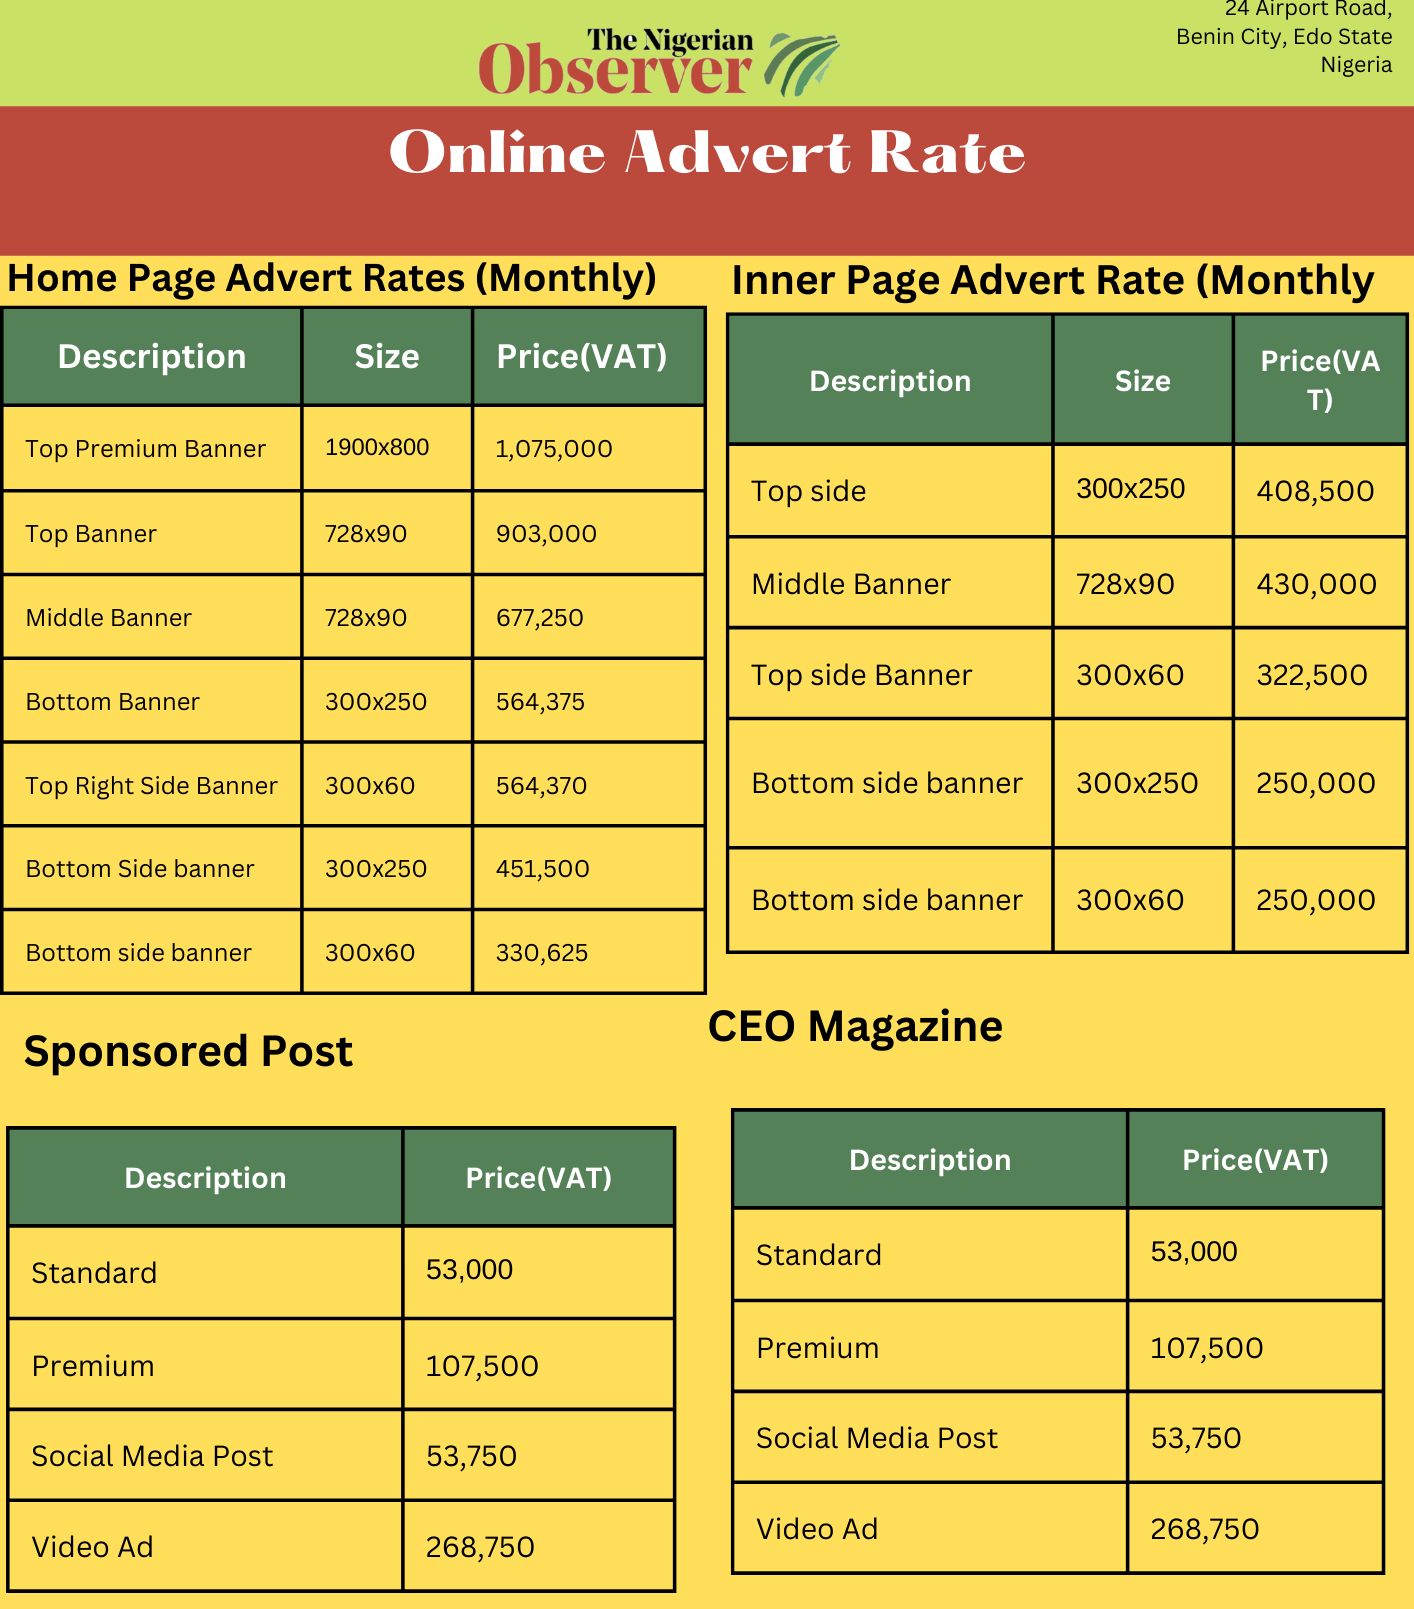 24 Airport Road,
Benin City, Edo State
Nigeria
The Nigerian
Observer
Online Advert Rate
Home Page Advert Rates (Monthly)
Description Size Price(VAT)
Top Premium Banner 1900x800 1,075,000
Top Banner 728x90 903,000
Middle Banner 728x90 677,250
Bottom Banner 300x250 564,375
Top Right Side Banner 300x60 564,370
Bottom Side banner 300x250 451,500
Bottom side banner 300x60 330,625
Inner Page Advert Rate (Monthly
Description Size Price(VA
T)
Top side 300x250 408,500
Middle Banner 728x90 430,000
Top side Banner 300x60 322,500
Bottom side banner 300x250 250,000
Bottom side banner 300x60 250,000
Sponsored Post
Description Price(VAT)
Standard 53,000
Premium 107,500
Social Media Post 53,750
Video Ad 268,750
CEO Magazine
Description Price(VAT)
Standard 53,000
Premium 107,500
Social Media Post 53,750
Video Ad 268,750